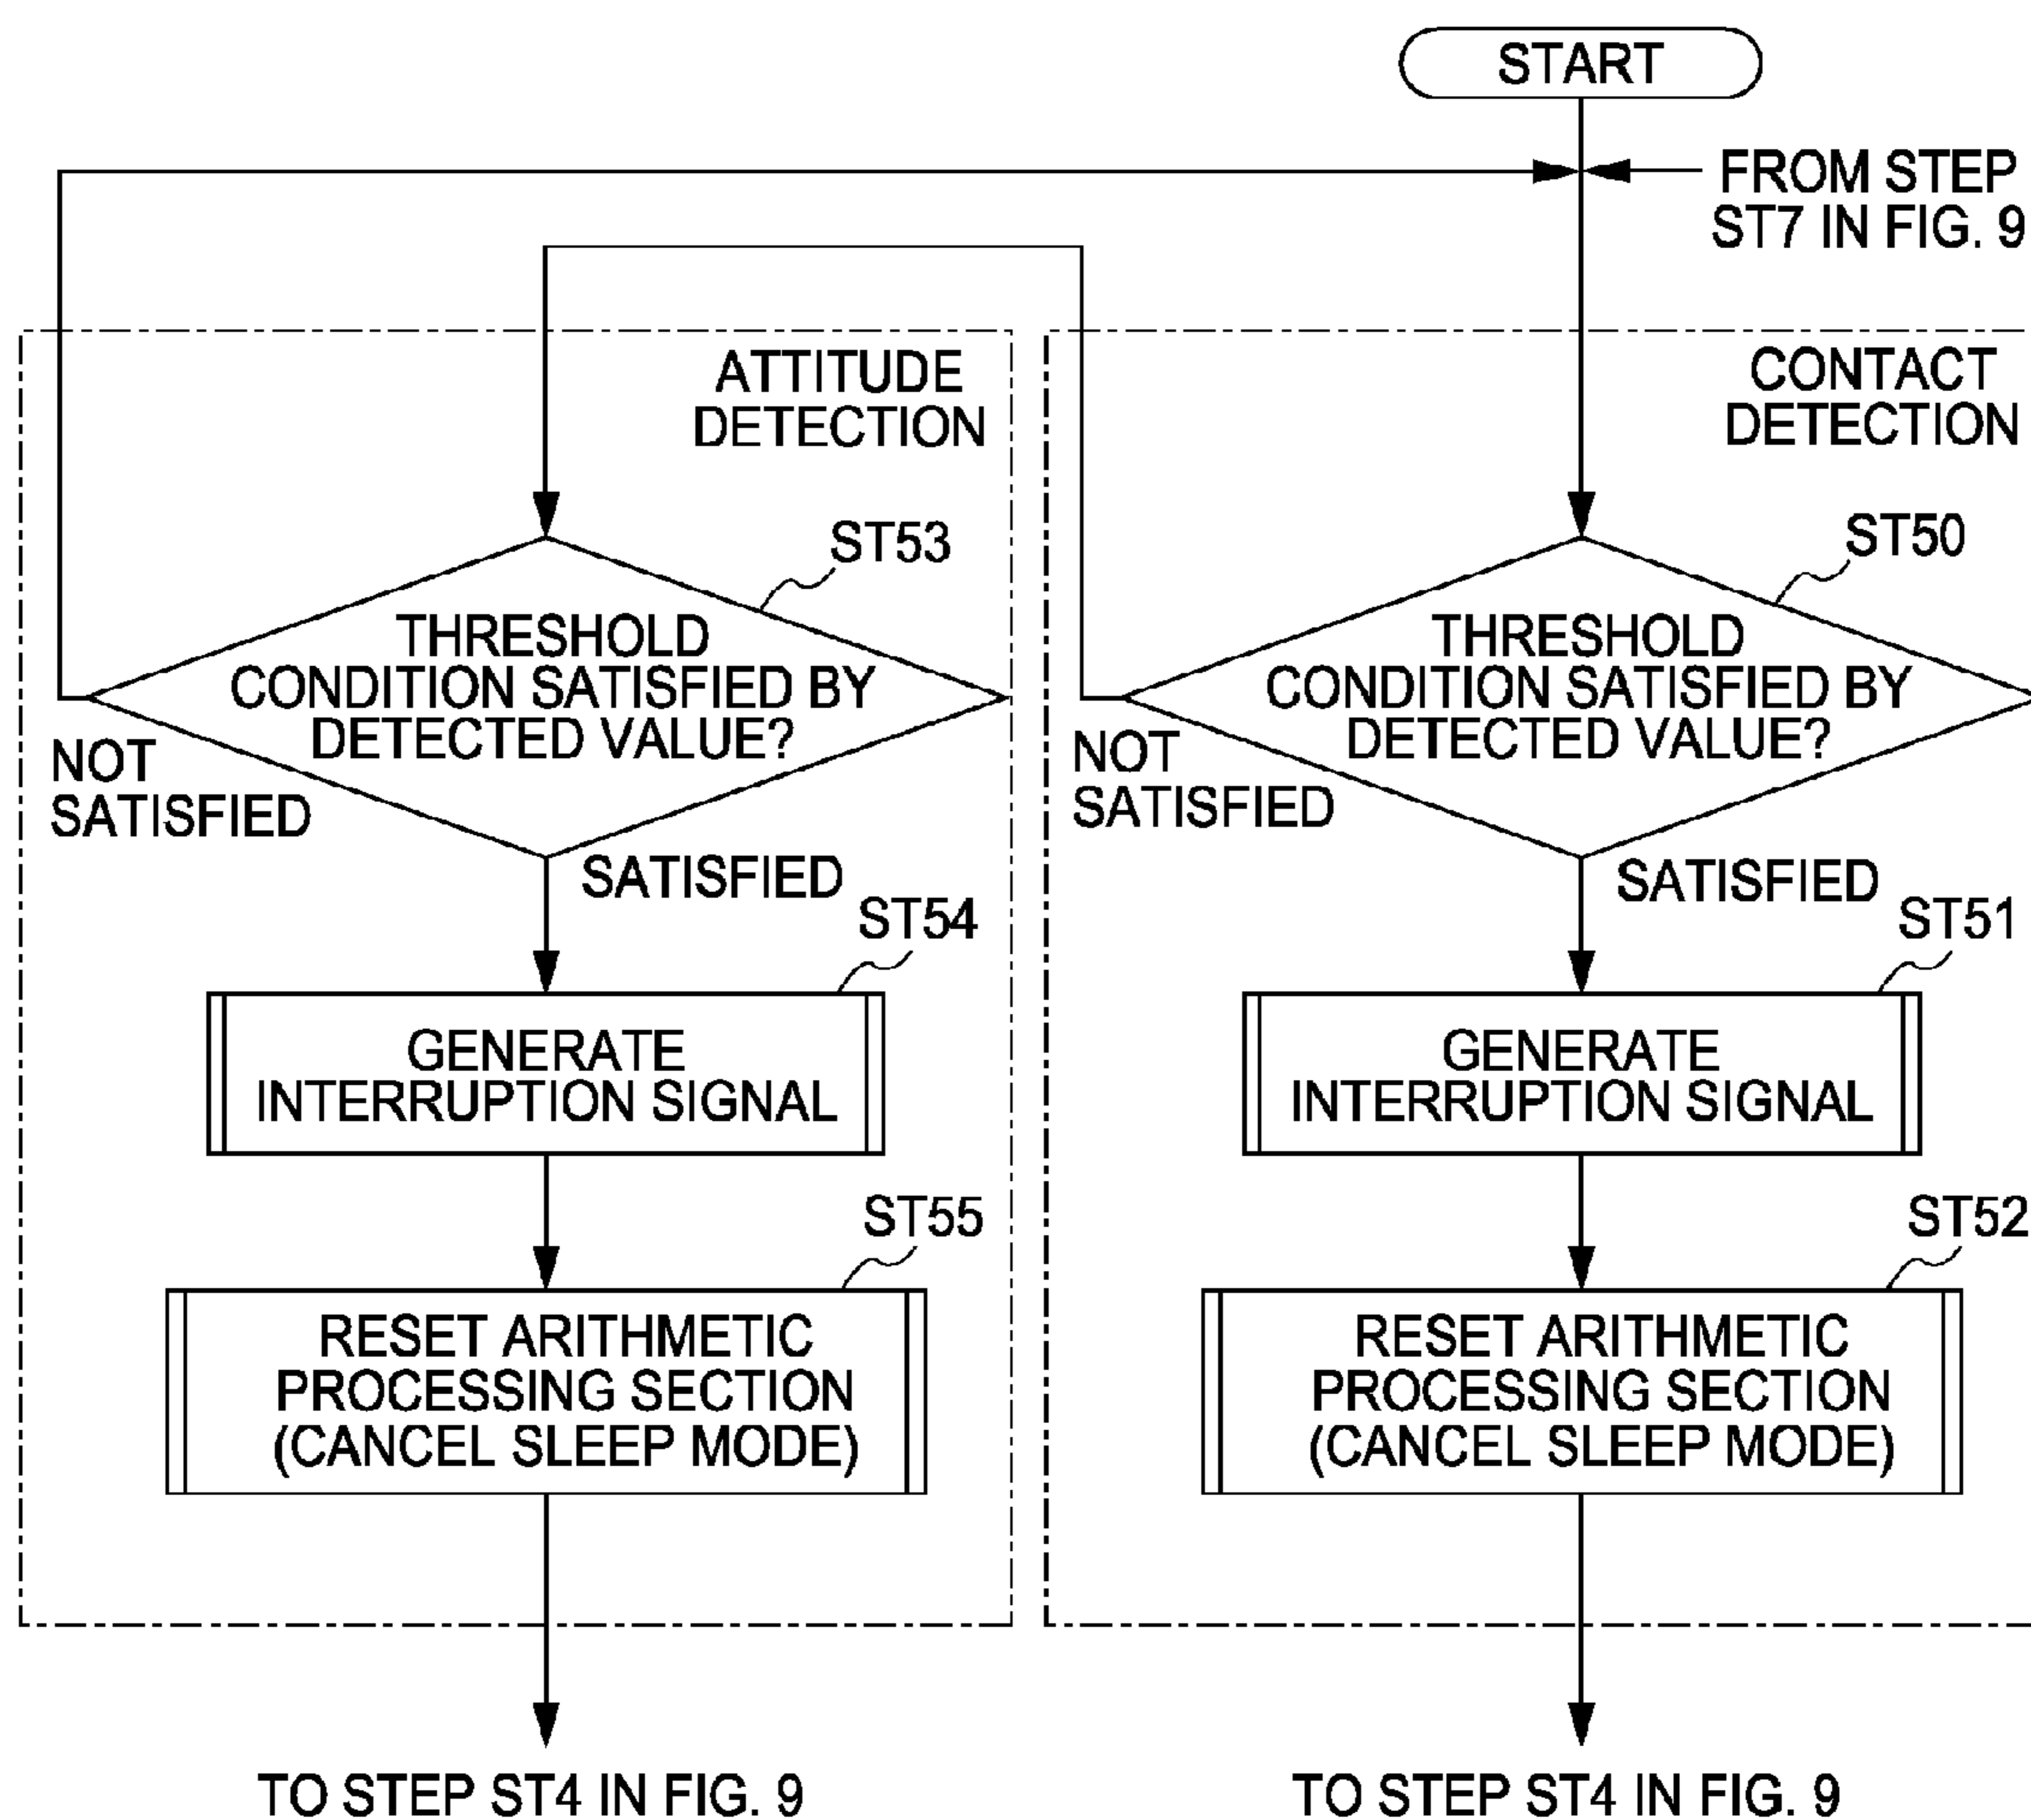 START
FROM STEP
ST7 IN FIG. 9
ATTITUDE
DETECTION
CONTACT
DETECTION
ST53
THRESHOLD
CONDITION SATISFIED BY
DETECTED VALUE?
NOT
SATISFIED
SATISFIED
ST50
THRESHOLD
CONDITION SATISFIED BY
DETECTED VALUE?
NOT
SATISFIED
SATISFIED
ST54
GENERATE
INTERRUPTION SIGNAL
ST51
GENERATE
INTERRUPTION SIGNAL
ST55
RESET ARITHMETIC
PROCESSING SECTION
(CANCEL SLEEP MODE)
ST52
RESET ARITHMETIC
PROCESSING SECTION
(CANCEL SLEEP MODE)
TO STEP ST4 IN FIG. 9
TO STEP ST4 IN FIG. 9